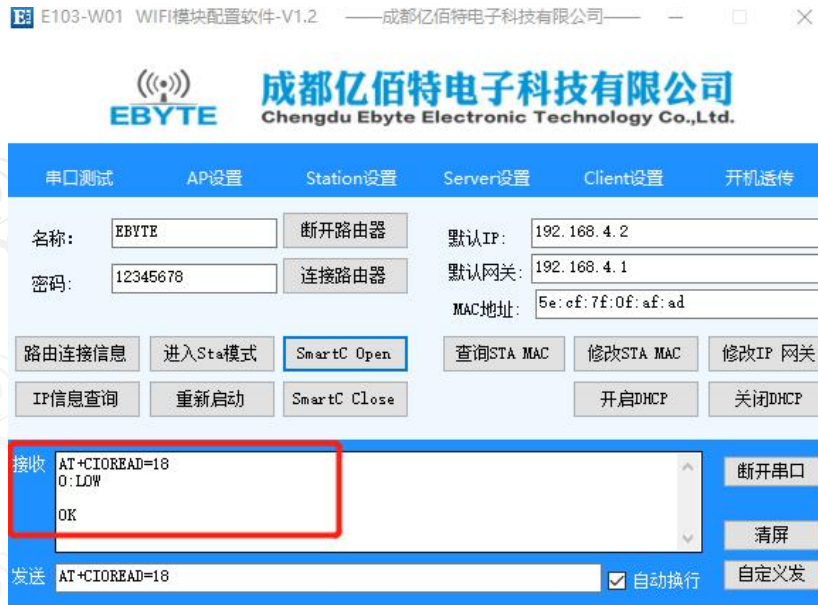 E103-W01 WIFI模块配置软件-V1.2 ——成都亿佰特电子科技有限公司——
EBYTE
成都亿佰特电子科技有限公司
Chengdu Ebyte Electronic Technology Co.,Ltd.
串口测试 AP设置 Station设置 Server设置 Client设置 开机透传
名称: EBYTE 断开路由器 默认IP: 192.168.4.2
密码: 12345678 连接路由器 默认网关: 192.168.4.1
MAC地址: 5e:cf:7f:0f:af:ad
路由连接信息 进入Sta模式 SmartC Open 查询STA MAC 修改STA MAC 修改IP 网关
IP信息查询 重新启动 SmartC Close 开启DHCP 关闭DHCP
接收 AT+CIOREAD=18 断开串口
0:LOW
OK
清屏
发送 AT+CIOREAD=18 自动换行 自定义发